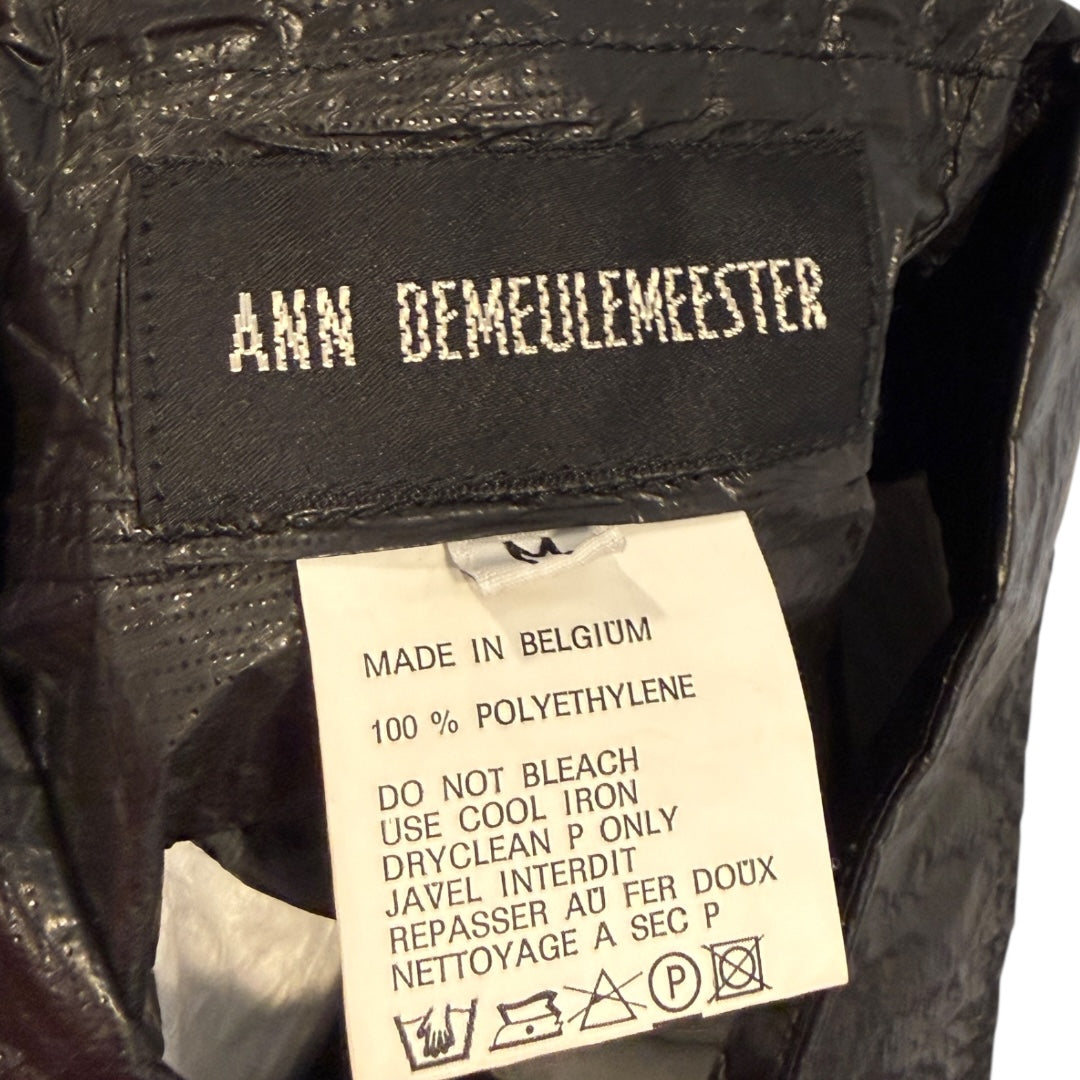 ANN DEMEULEMEESTER
M
MADE IN BELGIÜM
100 % POLYETHYLENE
DO NOT BLEACH
ÜSE COOL IRON
DRYCLEAN P ONLY
JAVEL INTERDIT
REPASSER AÜ FER DOÜX
NETTOYAGE A SEC P
P